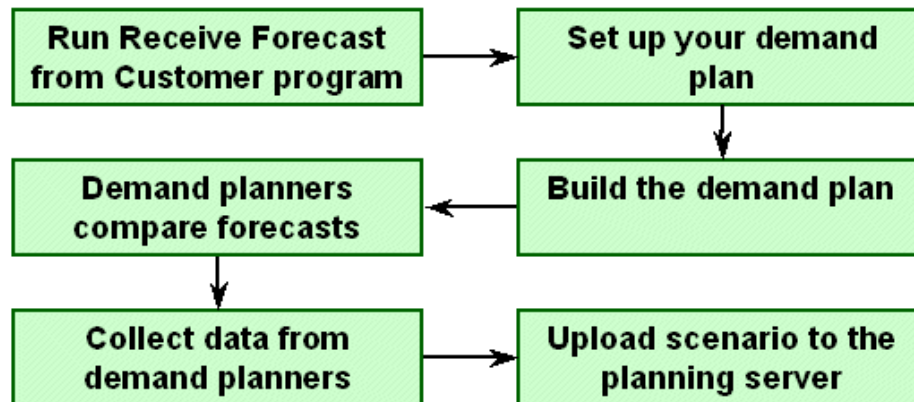 Run Receive Forecast
from Customer program
Set up your demand
plan
Build the demand plan
Demand planners
compare forecasts
Collect data from
demand planners
Upload scenario to the
planning server